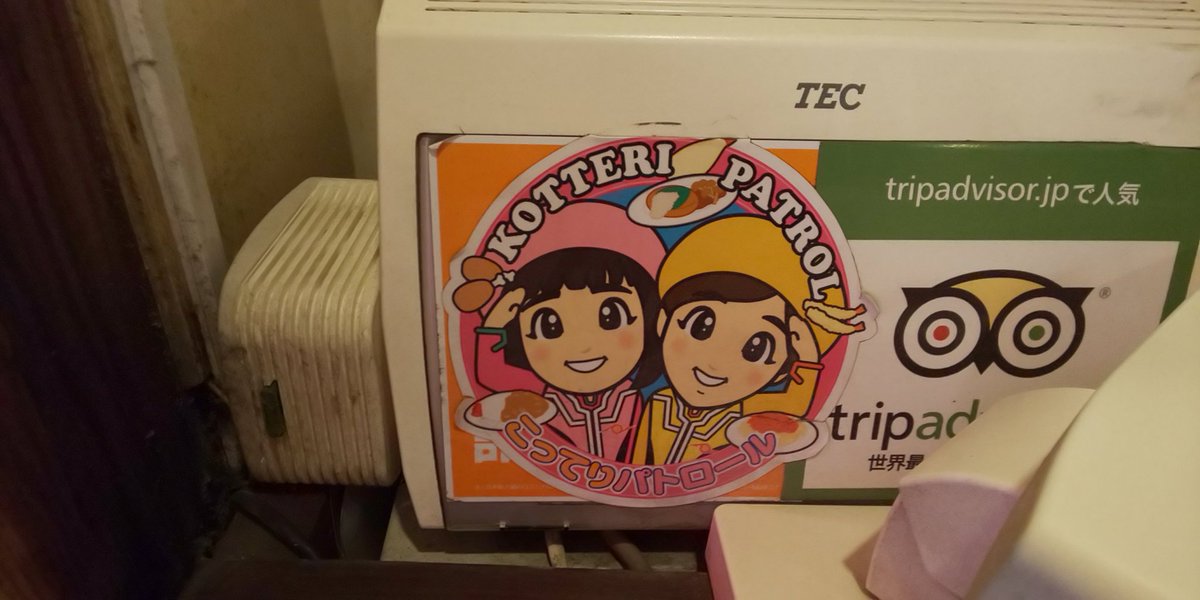 TEC
KOTTERI PATROL
こってりパトロール
tripadvisor.jpで人気
®
tripad
世界最